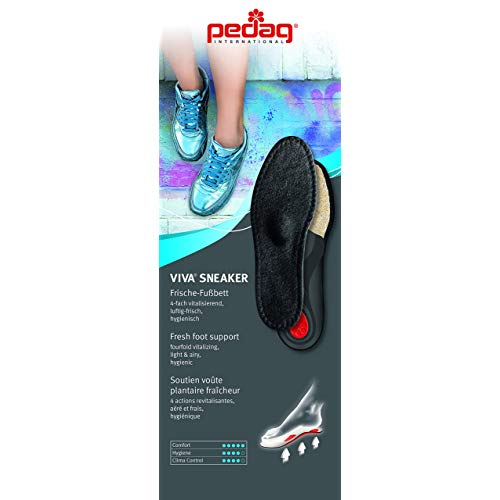 pedag
INTERNATIONAL
VIVA® SNEAKER
Frische-Fußbett
4-fach vitalisierend,
luftig-frisch,
hygienisch
Fresh foot support
fourfold vitalizing,
light & airy,
hygienic
Soutien voûte
plantaire fraîcheur
4 actions revitalisantes,
aéré et frais,
hygiénique
Comfort
Hygiene
Clima Control